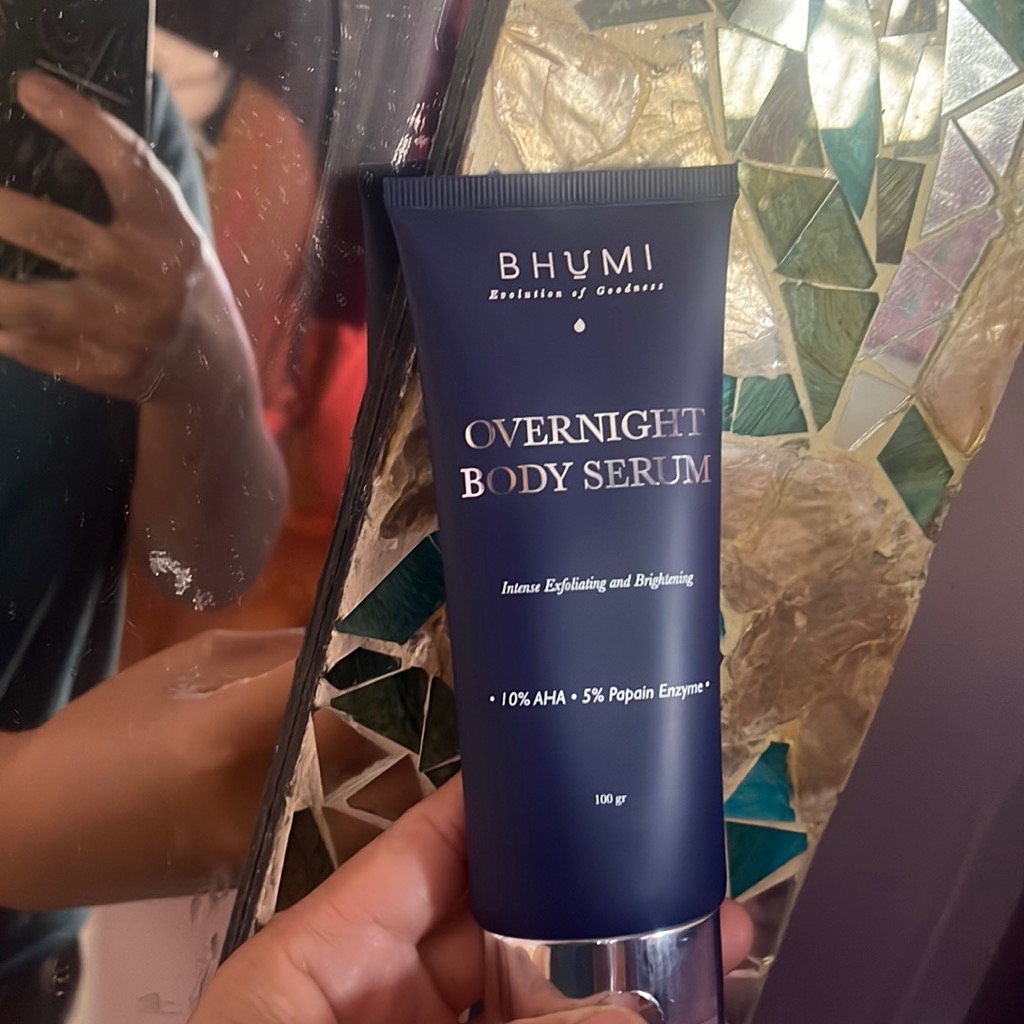 BHUMI
Evolution of Goodness
OVERNIGHT
BODY SERUM
Intense Exfoliating and Brightening
• 10% AHA • 5% Papain Enzyme •
100 gr